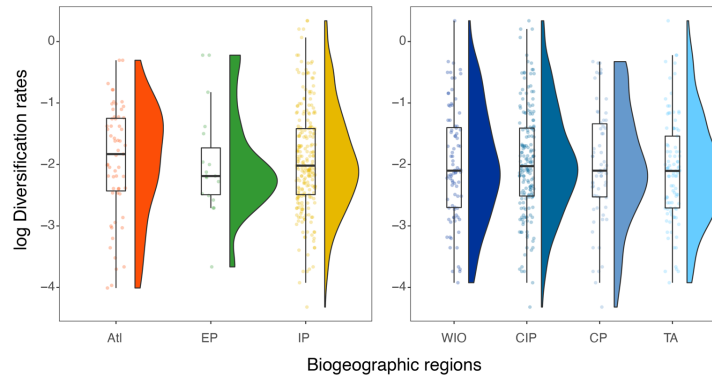 log Diversification rates
0
−1
−2
−3
−4
Atl
EP
IP
0
−1
−2
−3
−4
WIO
CIP
CP
TA
Biogeographic regions